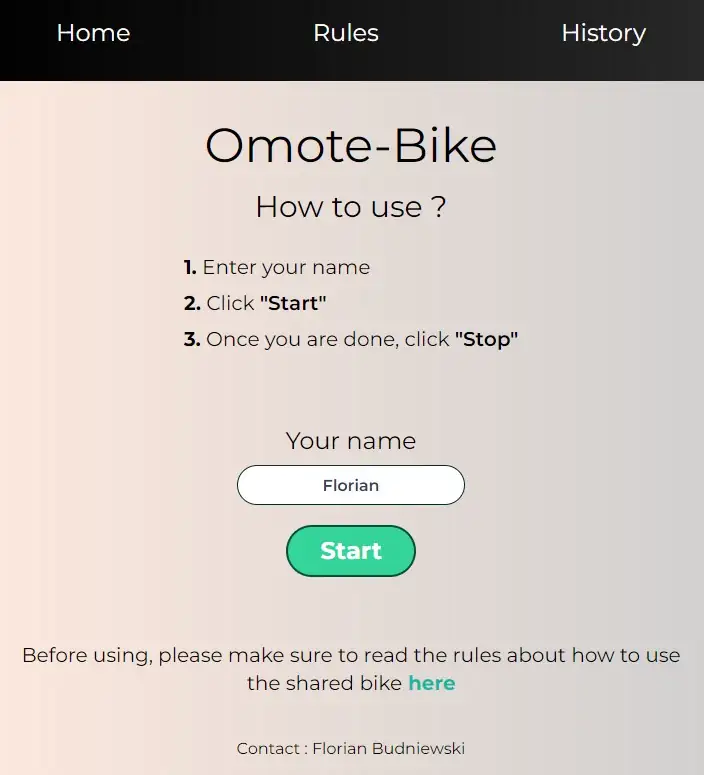 Home Rules History
Omote-Bike
How to use ?
1. Enter your name
2. Click "Start"
3. Once you are done, click "Stop"
Your name
Florian
Start
Before using, please make sure to read the rules about how to use
the shared bike here
Contact : Florian Budniewski